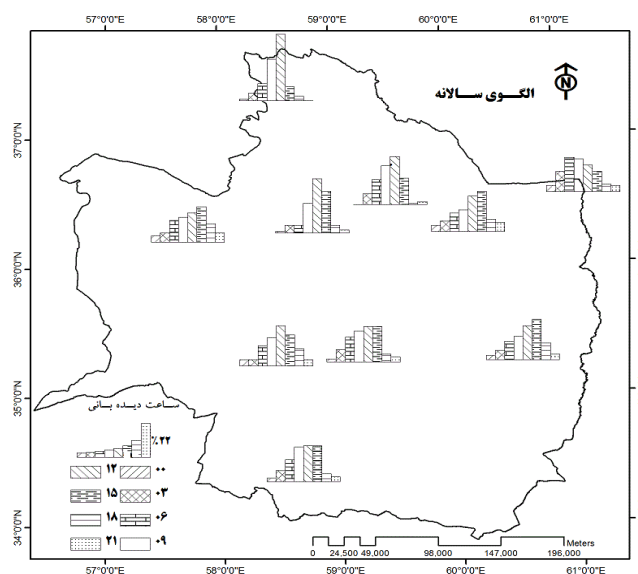 57°0'0"E 58°0'0"E 59°0'0"E 60°0'0"E 61°0'0"E
الگوی سالانه
N
37°0'0"N
36°0'0"N
35°0'0"N
34°0'0"N
ساعت دیده بانی
%۲۲
۱۲ ۰۰
۱۵ ۰۳
۱۸ ۰۶
۲۱ ۰۹
Meters
0 24,500 49,000 98,000 147,000 196,000
57°0'0"E 58°0'0"E 59°0'0"E 60°0'0"E 61°0'0"E